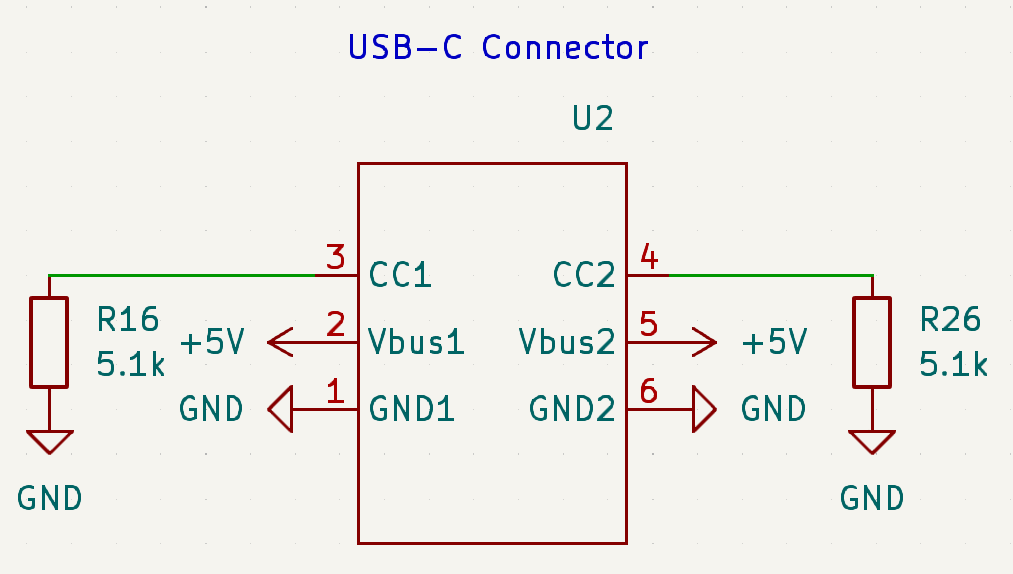 USB-C Connector
U2
3
CC1
CC2
4
R16
5.1k
+5V
2
Vbus1
Vbus2
5
+5V
R26
5.1k
GND
1
GND1
GND2
6
GND
GND
GND